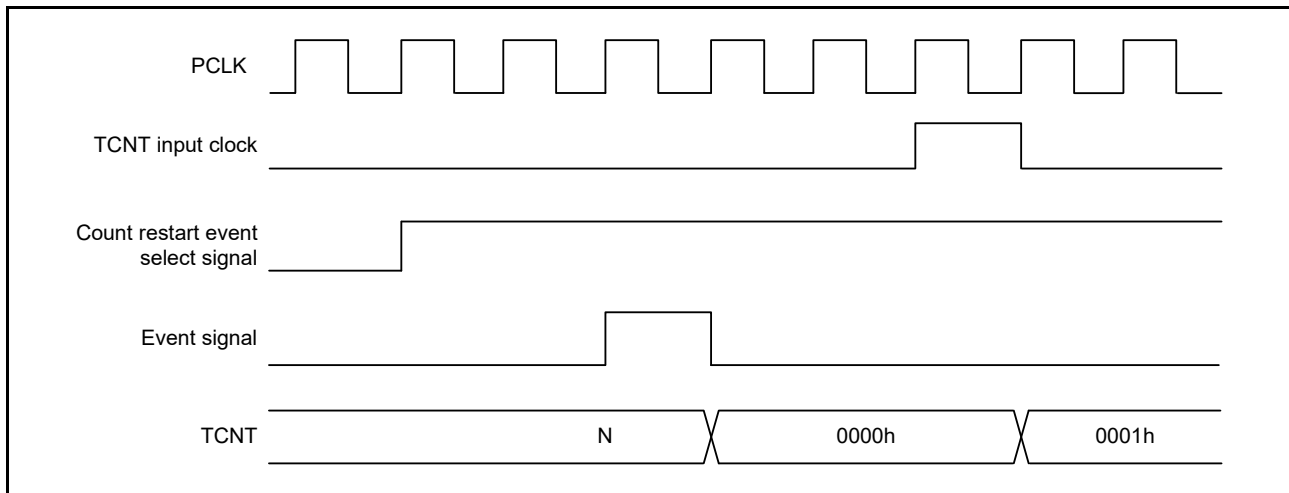 PCLK
TCNT input clock
Count restart event
select signal
Event signal
TCNT
N
0000h
0001h